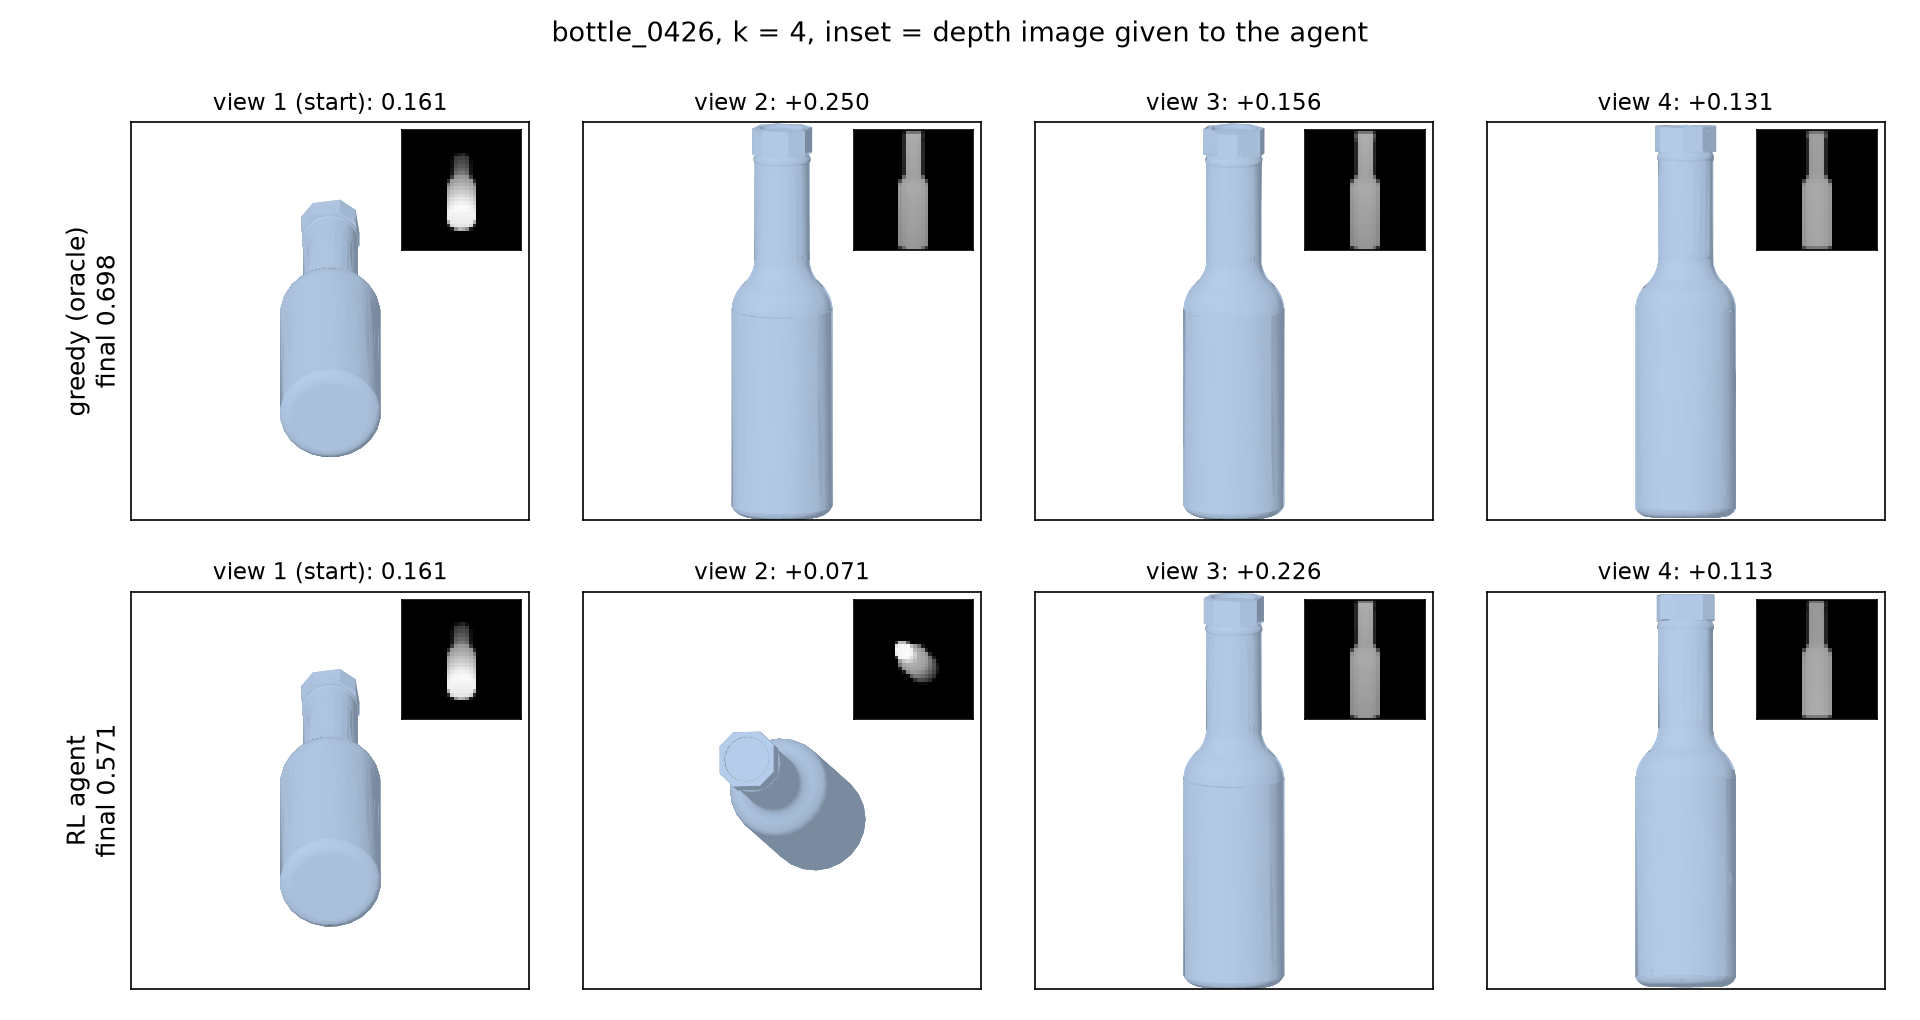 bottle_0426, k = 4, inset = depth image given to the agent
view 1 (start): 0.161
view 2: +0.250
view 3: +0.156
view 4: +0.131
greedy (oracle)
final 0.698
view 1 (start): 0.161
view 2: +0.071
view 3: +0.226
view 4: +0.113
RL agent
final 0.571